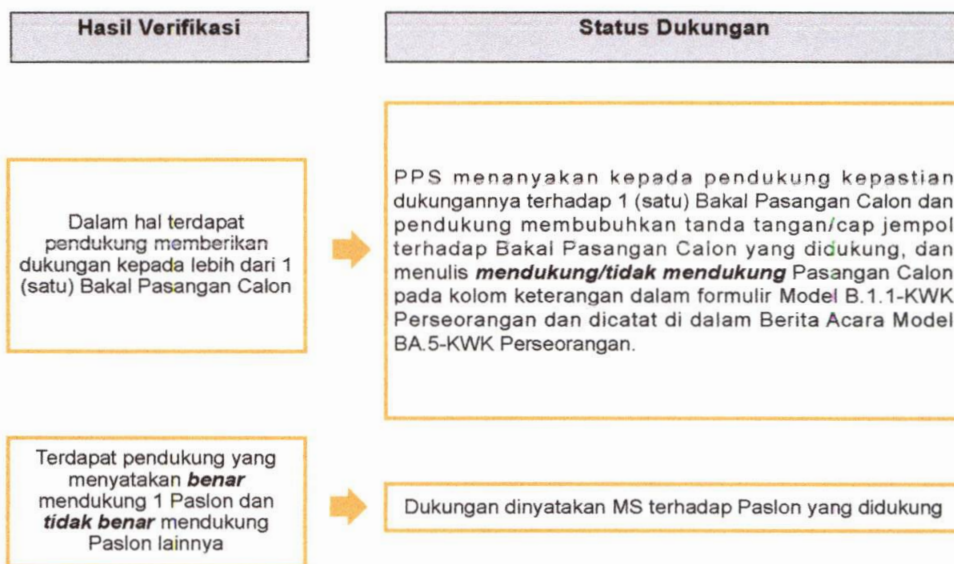 Hasil Verifikasi
Status Dukungan
Dalam hal terdapat
pendukung memberikan
dukungan kepada lebih dari 1
(satu) Bakal Pasangan Calon
PPS menanyakan kepada pendukung kepastian
dukungannya terhadap 1 (satu) Bakal Pasangan Calon dan
pendukung membubuhkan tanda tangan/cap jempol
terhadap Bakal Pasangan Calon yang didukung, dan
menulis mendukung/tidak mendukung Pasangan Calon
pada kolom keterangan dalam formulir Model B.1.1-KWK
Perseorangan dan dicatat di dalam Berita Acara Model
BA.5-KWK Perseorangan.
Terdapat pendukung yang
menyatakan benar
mendukung 1 Paslon dan
tidak benar mendukung
Paslon lainnya
Dukungan dinyatakan MS terhadap Paslon yang didukung